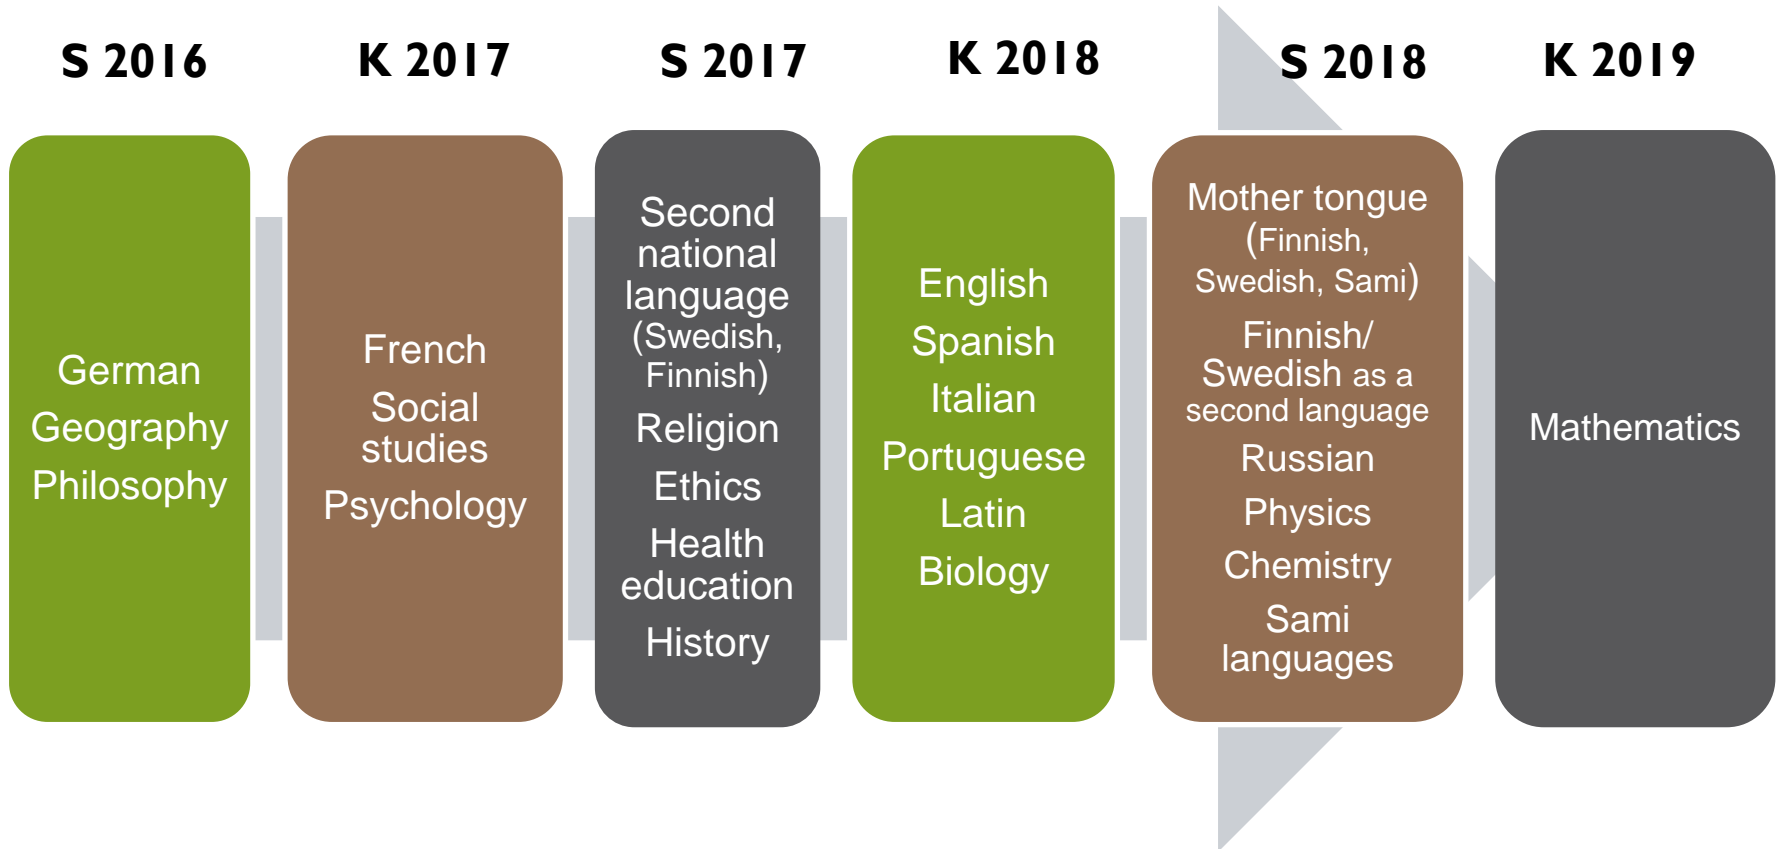 S 2016
K 2017
S 2017
K 2018
S 2018
K 2019
German
Geography
Philosophy
French
Social
studies
Psychology
Second
national
language
(Swedish,
Finnish)
Religion
Ethics
Health
education
History
English
Spanish
Italian
Portuguese
Latin
Biology
Mother tongue
(Finnish,
Swedish, Sami)
Finnish/
Swedish as a
second language
Russian
Physics
Chemistry
Sami
languages
Mathematics